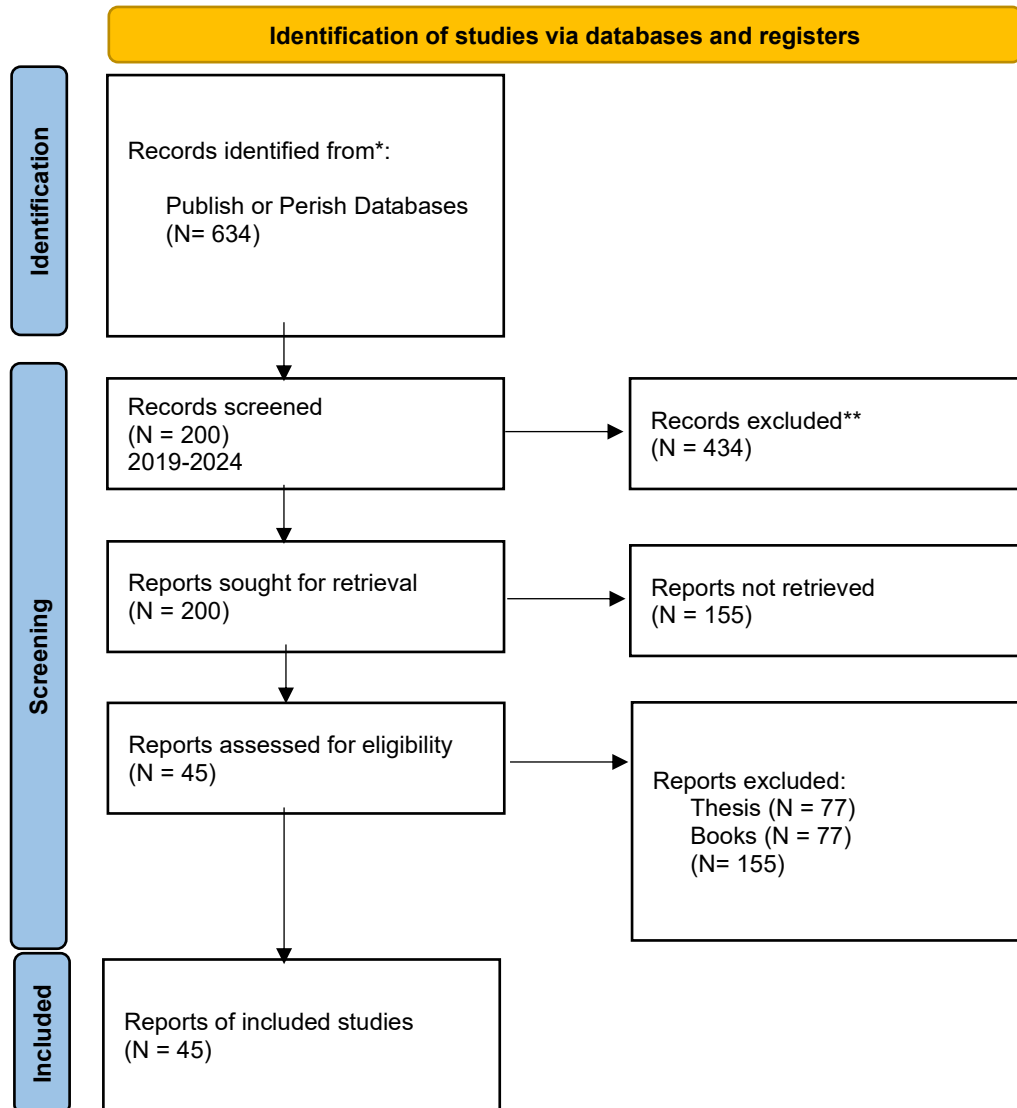 Identification of studies via databases and registers
Identification
Records identified from*:
Publish or Perish Databases
(N= 634)
Screening
Records screened
(N = 200)
2019-2024
Records excluded**
(N = 434)
Reports sought for retrieval
(N = 200)
Reports not retrieved
(N = 155)
Reports assessed for eligibility
(N = 45)
Reports excluded:
Thesis (N = 77)
Books (N = 77)
(N= 155)
Included
Reports of included studies
(N = 45)